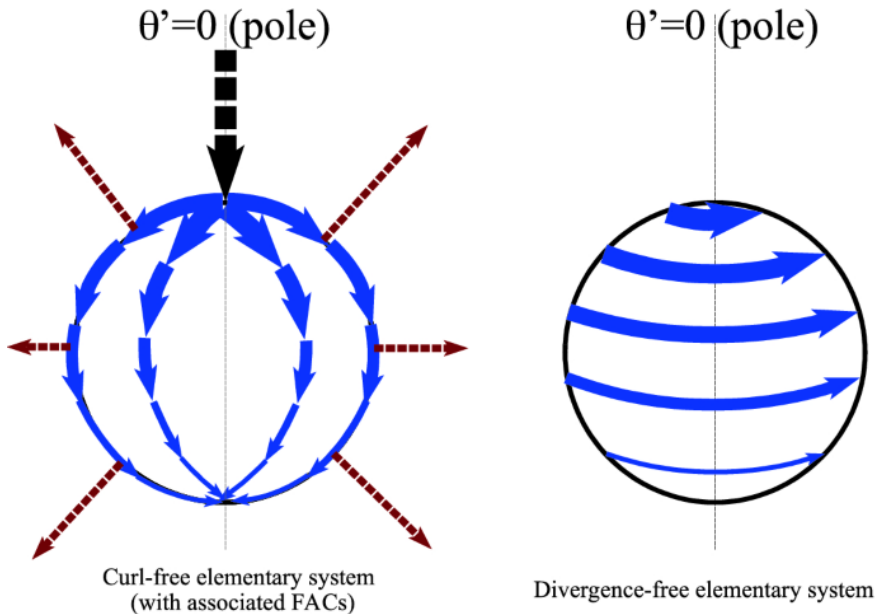 θ’=0 (pole)
θ’=0 (pole)
Curl-free elementary system
(with associated FACs)
Divergence-free elementary system